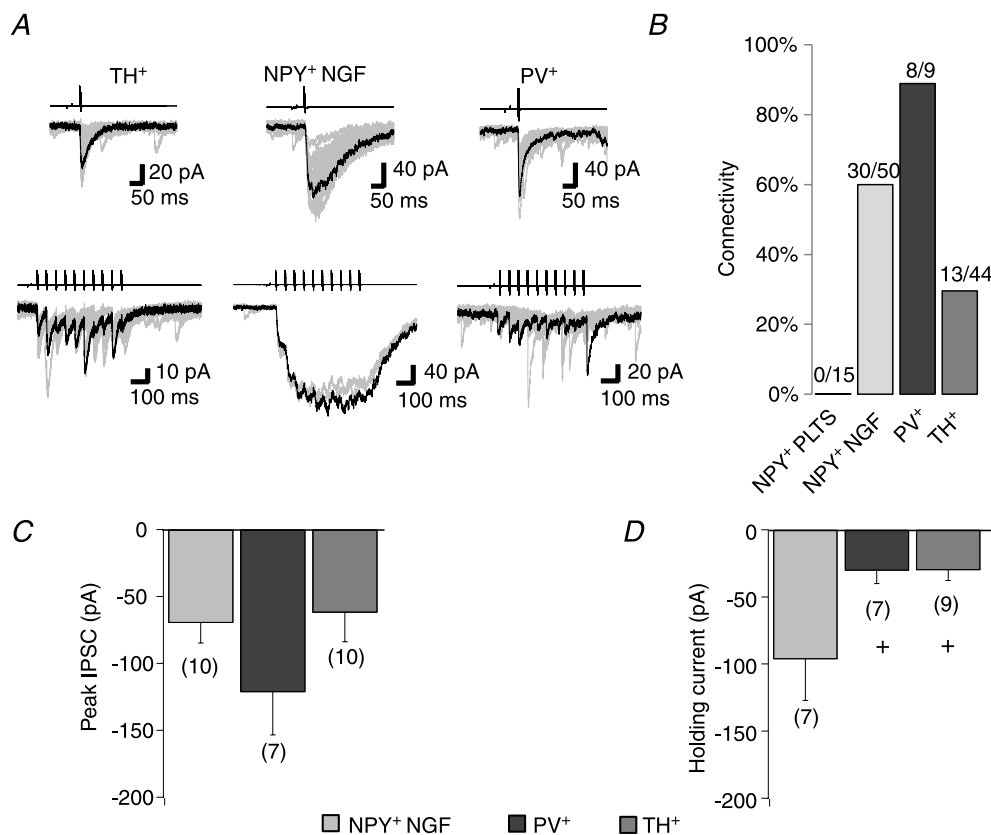 A
TH+
NPY+ NGF
PV+
20 pA
50 ms
40 pA
50 ms
40 pA
50 ms
10 pA
100 ms
40 pA
100 ms
20 pA
100 ms
B
Connectivity
100%
80%
60%
40%
20%
0%
0/15
30/50
8/9
13/44
NPY+ PLTS
NPY+ NGF
PV+
TH+
C
Peak IPSC (pA)
0
-50
-100
-150
-200
(10)
(7)
(10)
D
Holding current (pA)
0
-50
-100
-150
-200
(7)
(7)
+
(9)
+
NPY+ NGF
PV+
TH+